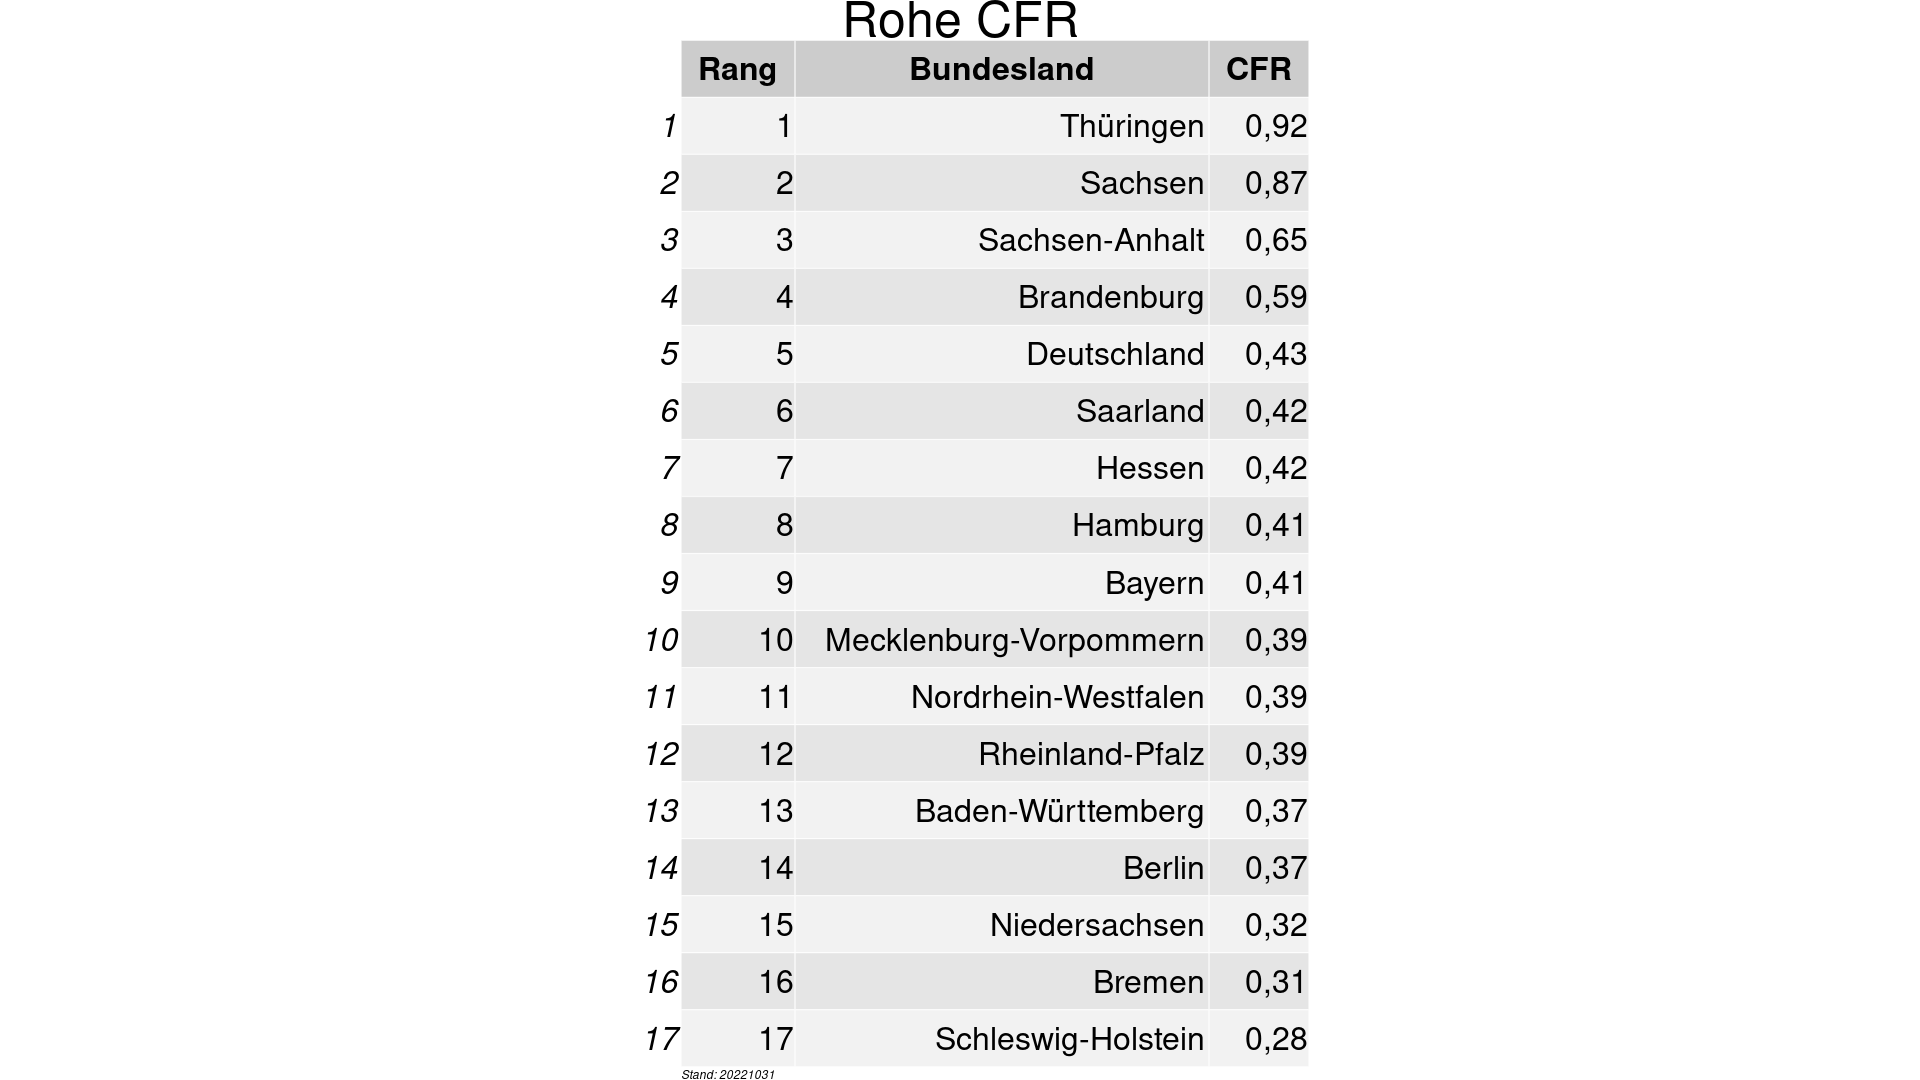 Rohe CFR
Rang Bundesland CFR
1 1 Thüringen 0,92
2 2 Sachsen 0,87
3 3 Sachsen-Anhalt 0,65
4 4 Brandenburg 0,59
5 5 Deutschland 0,43
6 6 Saarland 0,42
7 7 Hessen 0,42
8 8 Hamburg 0,41
9 9 Bayern 0,41
10 10 Mecklenburg-Vorpommern 0,39
11 11 Nordrhein-Westfalen 0,39
12 12 Rheinland-Pfalz 0,39
13 13 Baden-Württemberg 0,37
14 14 Berlin 0,37
15 15 Niedersachsen 0,32
16 16 Bremen 0,31
17 17 Schleswig-Holstein 0,28
Stand: 20221031